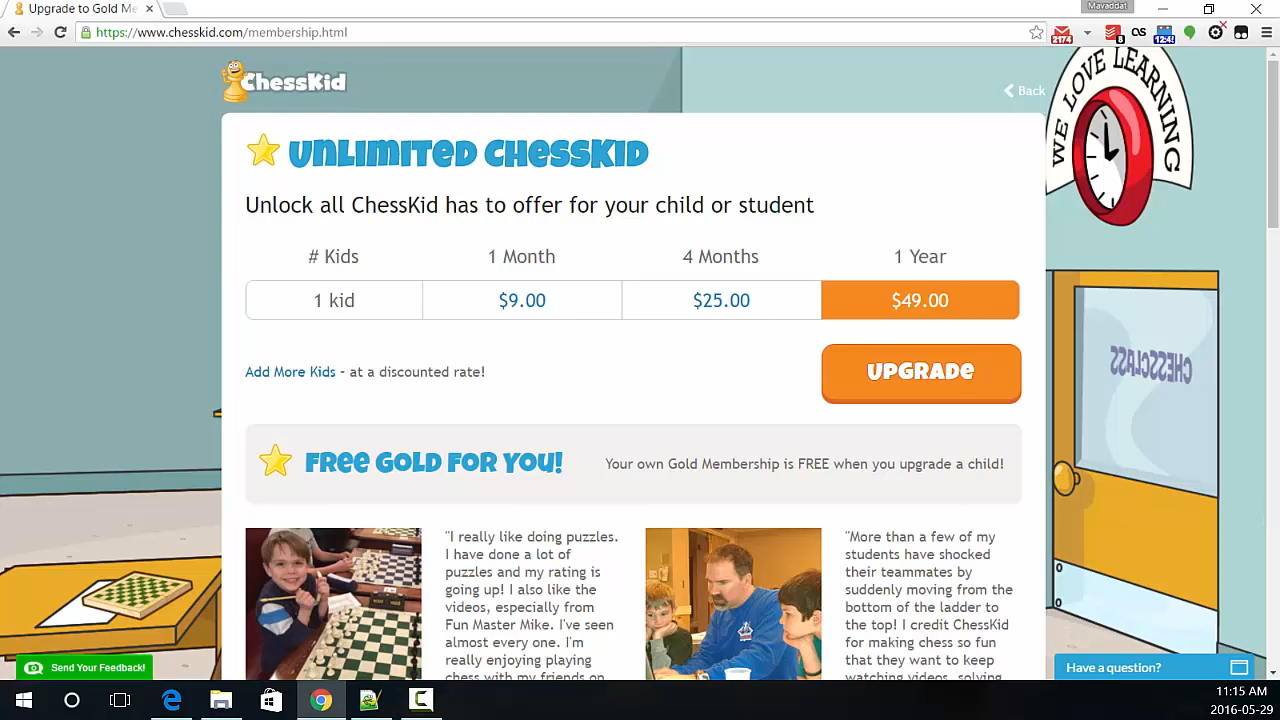 Upgrade to Gold Me
Mavaddat
https://www.chesskid.com/membership.html
2174
8
CS
12:41
ChessKid
Back
WE LOVE LEARNING
UNLIMITED CHESSKID
Unlock all ChessKid has to offer for your child or student
# Kids 1 Month 4 Months 1 Year
1 kid $9.00 $25.00 $49.00
Add More Kids - at a discounted rate!
UPGRADE
CHESSCLASS
FREE GOLD FOR YOU!
Your own Gold Membership is FREE when you upgrade a child!
"I really like doing puzzles.
I have done a lot of
puzzles and my rating is
going up! I also like the
videos, especially from
Fun Master Mike. I've seen
almost every one. I'm
really enjoying playing
chess with my friends on
"More than a few of my
students have shocked
their teammates by
suddenly moving from the
bottom of the ladder to
the top! I credit ChessKid
for making chess so fun
that they want to keep
watching videos, solving
Send Your Feedback!
Have a question?
11:15 AM
2016-05-29